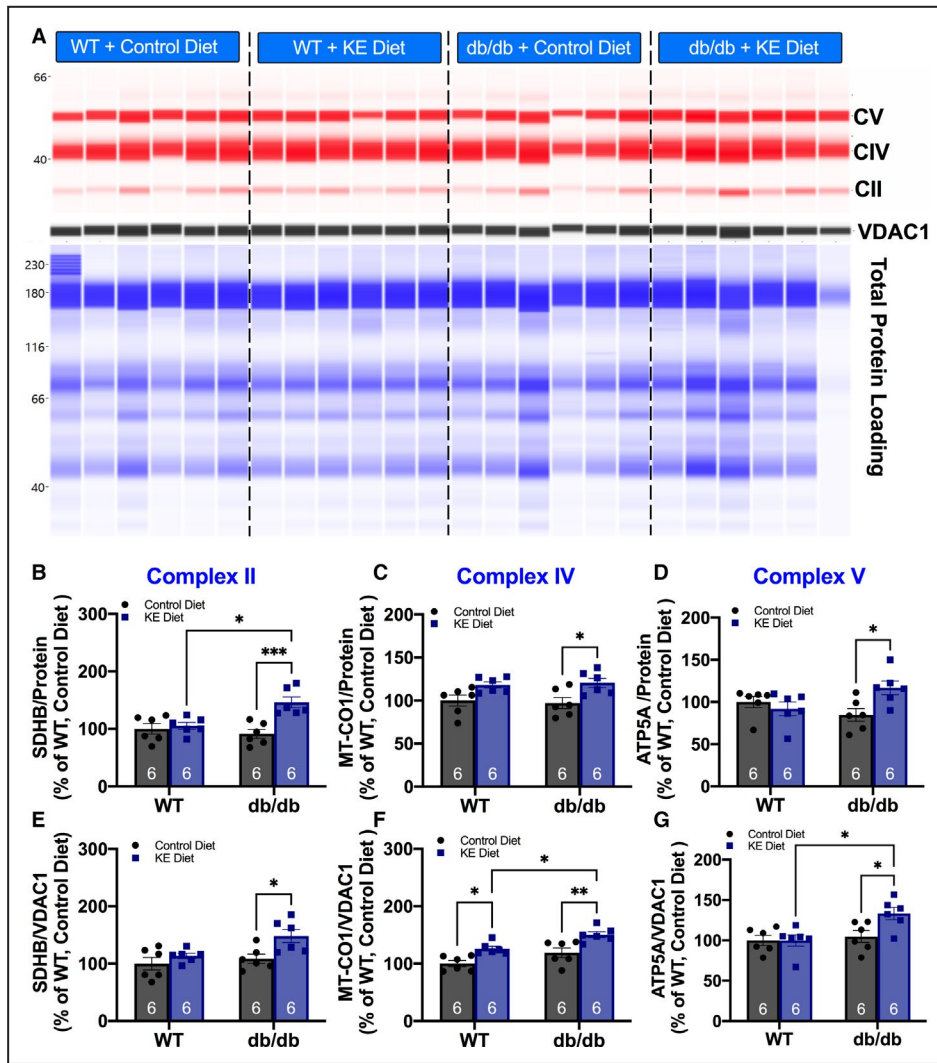 A
WT + Control Diet WT + KE Diet db/db + Control Diet db/db + KE Diet
66
CV
40
CIV
CII
VDAC1
230
180
116
66
40
Total Protein Loading
B Complex II
SDHB/Protein
(% of WT, Control Diet )
300
200
100
0
Control Diet
KE Diet
*
***
6 6 6 6
WT db/db
C Complex IV
MT-CO1/Protein
(% of WT, Control Diet )
200
150
100
50
0
Control Diet
KE Diet
*
6 6 6 6
WT db/db
D Complex V
ATP5A /Protein
(% of WT, Control Diet )
200
150
100
50
0
Control Diet
KE Diet
*
6 6 6 6
WT db/db
E
SDHB/VDAC1
(% of WT, Control Diet )
300
200
100
0
Control Diet
KE Diet
*
6 6 6 6
WT db/db
F
MT-CO1/VDAC1
(% of WT, Control Diet )
300
200
100
0
Control Diet
KE Diet
*
*
**
6 6 6 6
WT db/db
G
ATP5A/VDAC1
(% of WT, Control Diet )
200
150
100
50
0
Control Diet
KE Diet
*
*
6 6 6 6
WT db/db